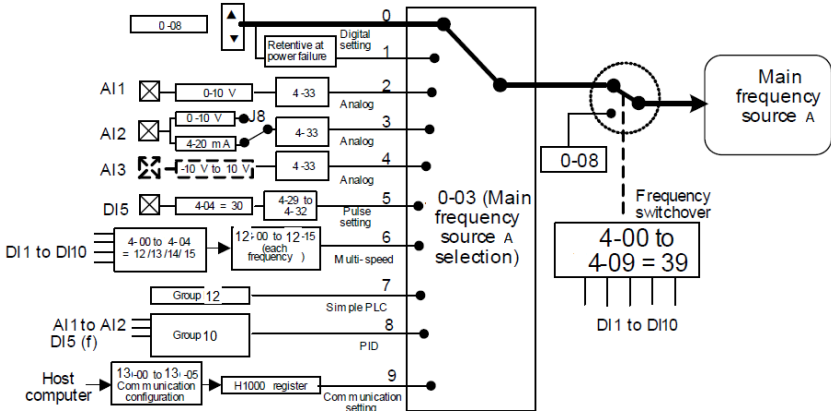 0-08
0
Digital
setting
Retentive at
power failure
1
AI1
0-10 V
4-33
2
Analog
AI2
0-10 V
J8
4-20 mA
4-33
3
Analog
AI3
-10 V to 10 V
4-33
4
Analog
DI5
4-04 = 30
4-29 to
4-32
5
Pulse
setting
DI1 to DI10
4-00 to 4-04
= 12/13/14/15
12-00 to 12-15
(each
frequency )
6
Multi-speed
Group 12
7
Simple PLC
AI1 to AI2
DI5 (f)
Group 10
8
PID
Host
computer
13-00 to 13-05
Communication
configuration
H1000 register
9
Communication
setting
0-03 (Main
frequency
source A
selection)
0-08
Frequency
switchover
4-00 to
4-09 = 39
DI1 to DI10
Main
frequency
source A